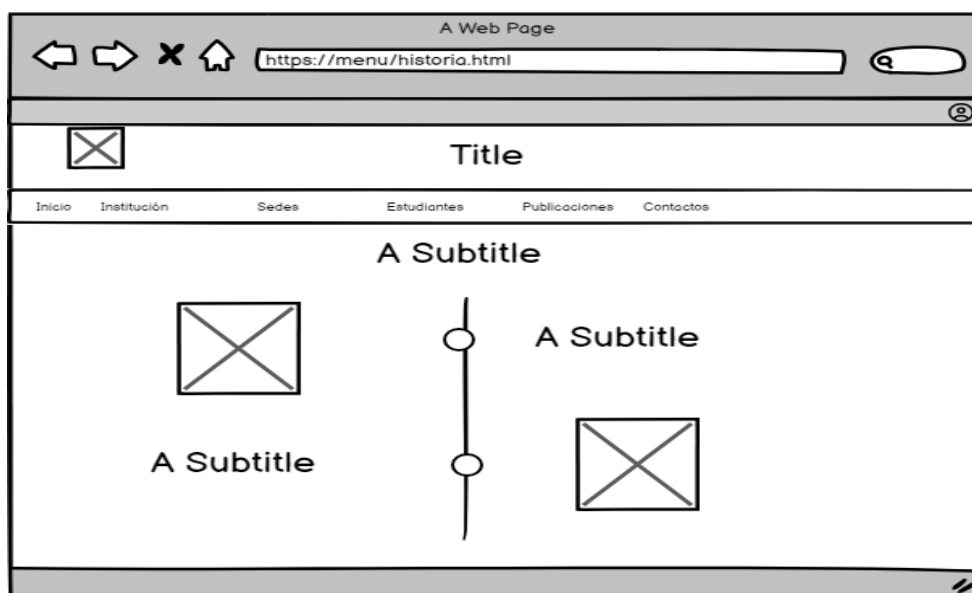 A Web Page
https://menu/historia.html
Title
Inicio Institución Sedes Estudiantes Publicaciones Contactos
A Subtitle
A Subtitle
A Subtitle